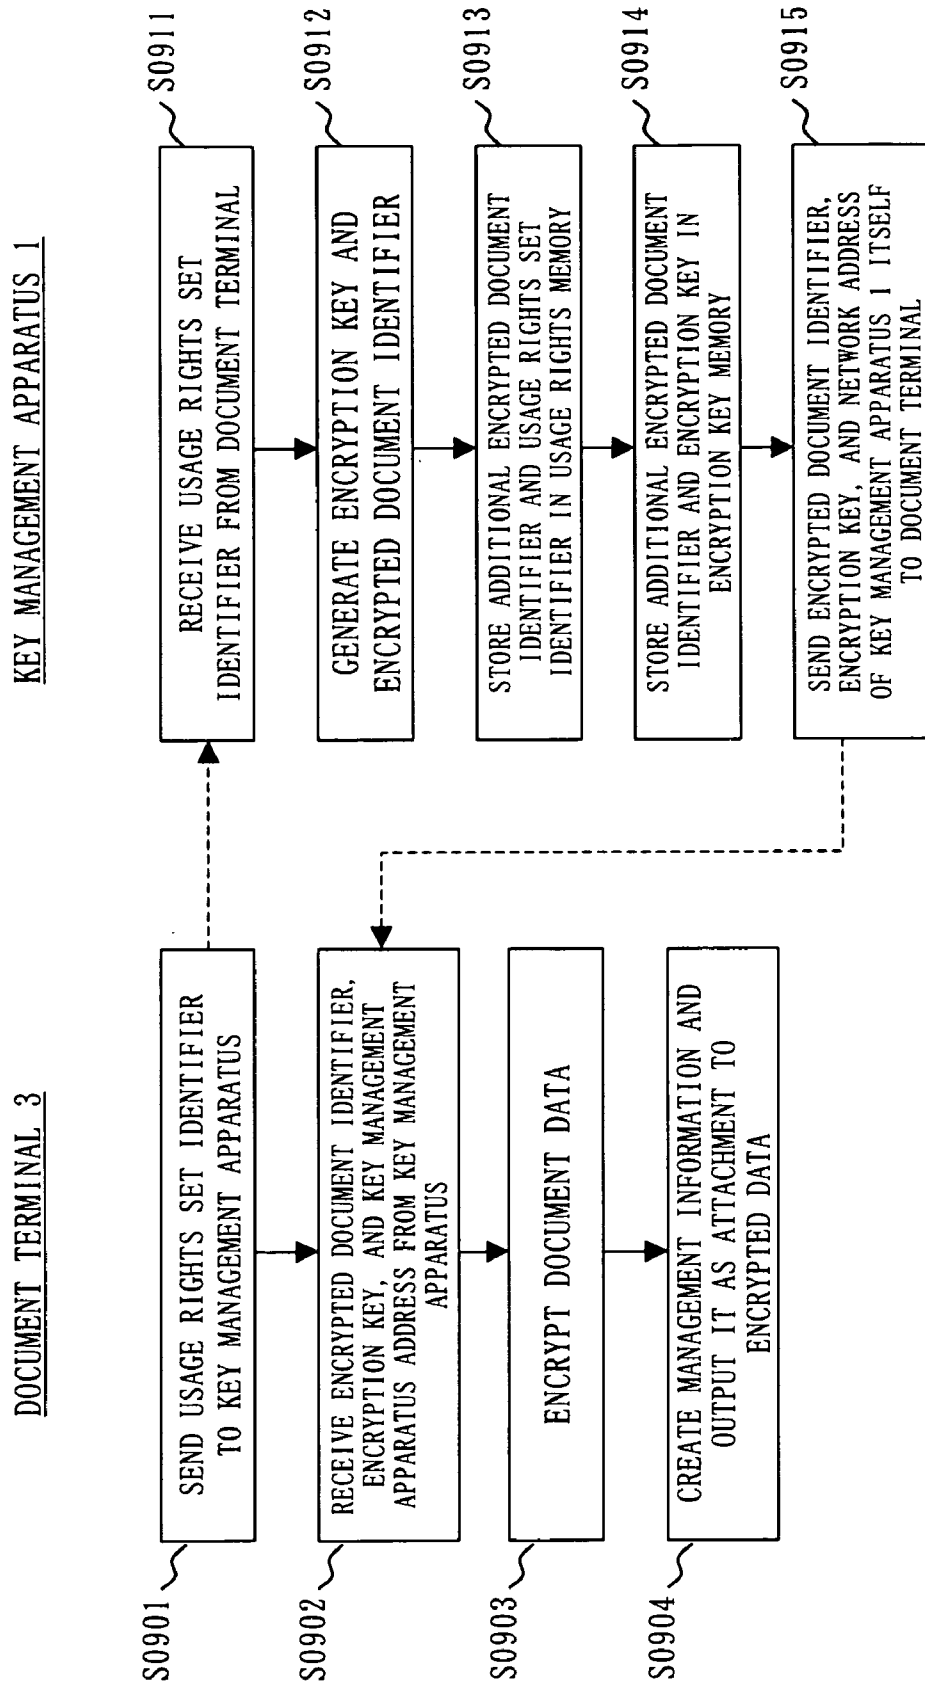 DOCUMENT TERMINAL 3
S0901
SEND USAGE RIGHTS SET IDENTIFIER
TO KEY MANAGEMENT APPARATUS
S0902
RECEIVE ENCRYPTED DOCUMENT IDENTIFIER,
ENCRYPTION KEY, AND KEY MANAGEMENT
APPARATUS ADDRESS FROM KEY MANAGEMENT
APPARATUS
S0903
ENCRYPT DOCUMENT DATA
S0904
CREATE MANAGEMENT INFORMATION AND
OUTPUT IT AS ATTACHMENT TO
ENCRYPTED DATA
KEY MANAGEMENT APPARATUS 1
RECEIVE USAGE RIGHTS SET
IDENTIFIER FROM DOCUMENT TERMINAL
S0911
GENERATE ENCRYPTION KEY AND
ENCRYPTED DOCUMENT IDENTIFIER
S0912
STORE ADDITIONAL ENCRYPTED DOCUMENT
IDENTIFIER AND USAGE RIGHTS SET
IDENTIFIER IN USAGE RIGHTS MEMORY
S0913
STORE ADDITIONAL ENCRYPTED DOCUMENT
IDENTIFIER AND ENCRYPTION KEY IN
ENCRYPTION KEY MEMORY
S0914
SEND ENCRYPTED DOCUMENT IDENTIFIER,
ENCRYPTION KEY, AND NETWORK ADDRESS
OF KEY MANAGEMENT APPARATUS 1 ITSELF
TO DOCUMENT TERMINAL
S0915